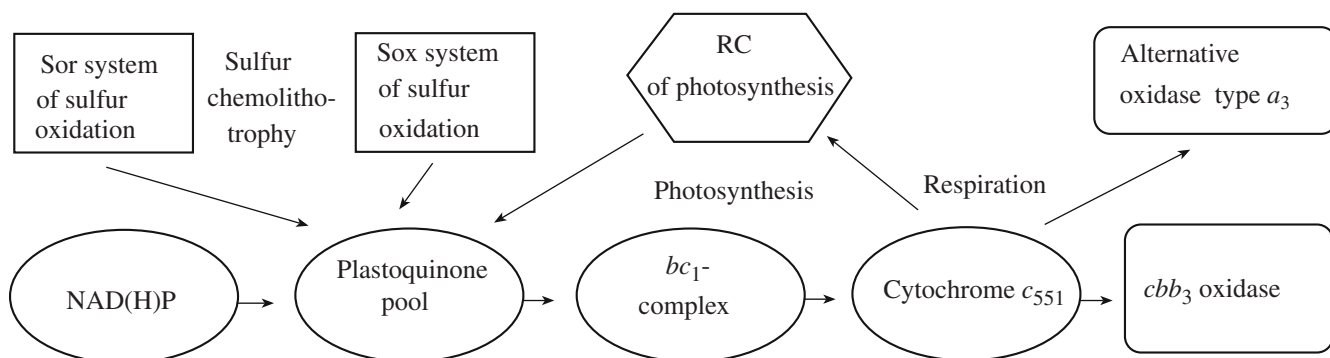 Sor system
of sulfur
oxidation
Sulfur
chemolitho-
trophy
Sox system
of sulfur
oxidation
RC
of photosynthesis
Alternative
oxidase type a₃
Photosynthesis
Respiration
NAD(H)P
Plastoquinone
pool
bc₁-
complex
Cytochrome c₅₅₁
cbb₃ oxidase